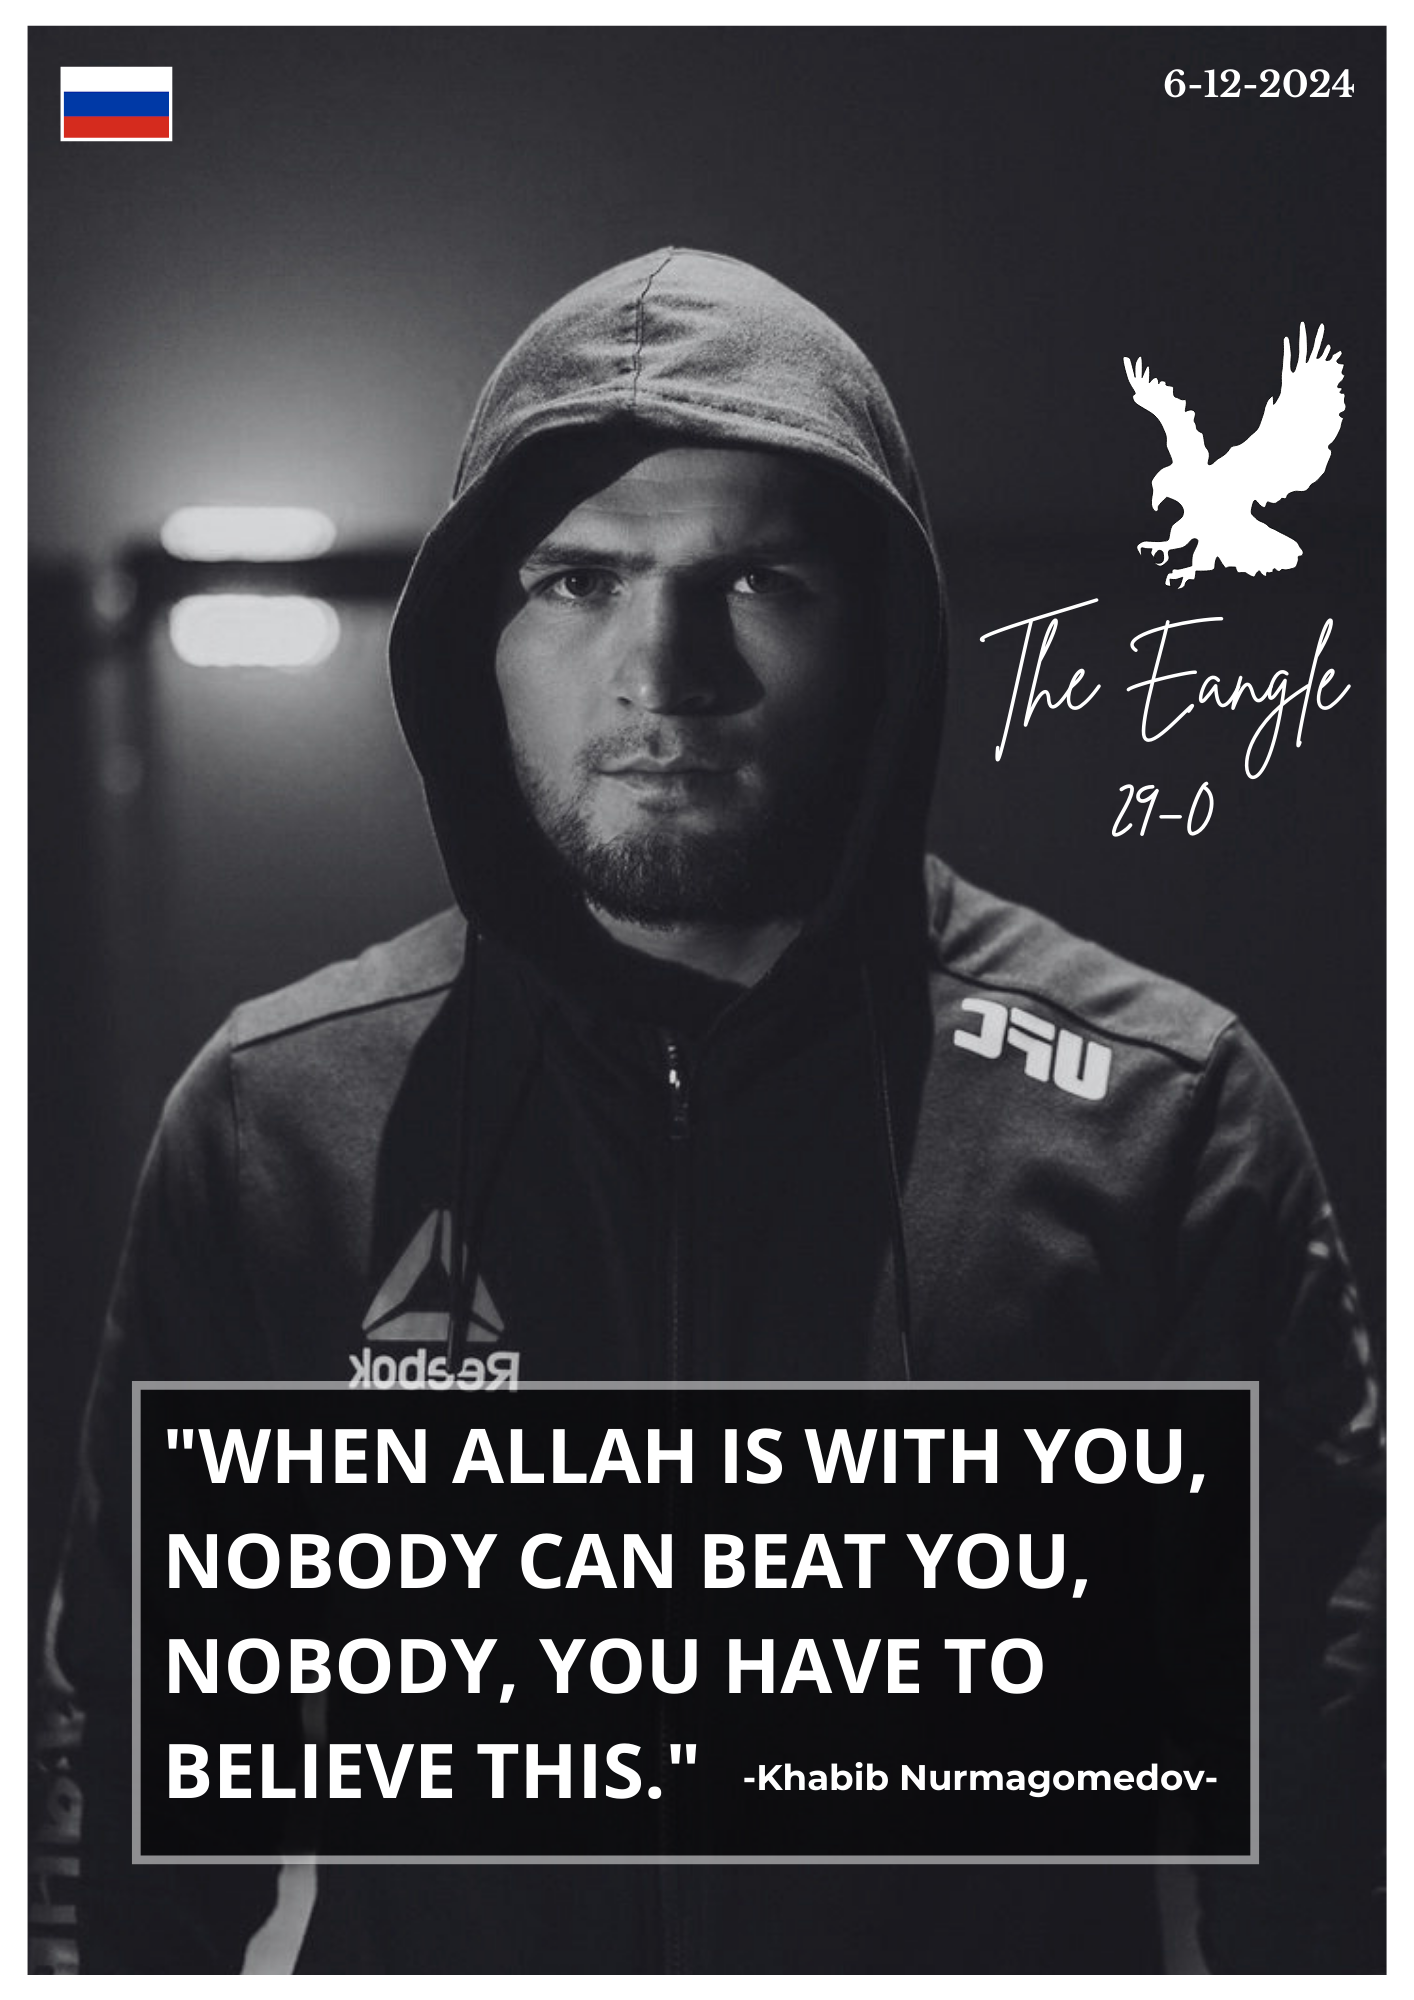 6-12-2024
The Eangle
29-0
UFC
Reebok
"WHEN ALLAH IS WITH YOU,
NOBODY CAN BEAT YOU,
NOBODY, YOU HAVE TO
BELIEVE THIS." -Khabib Nurmagomedov-